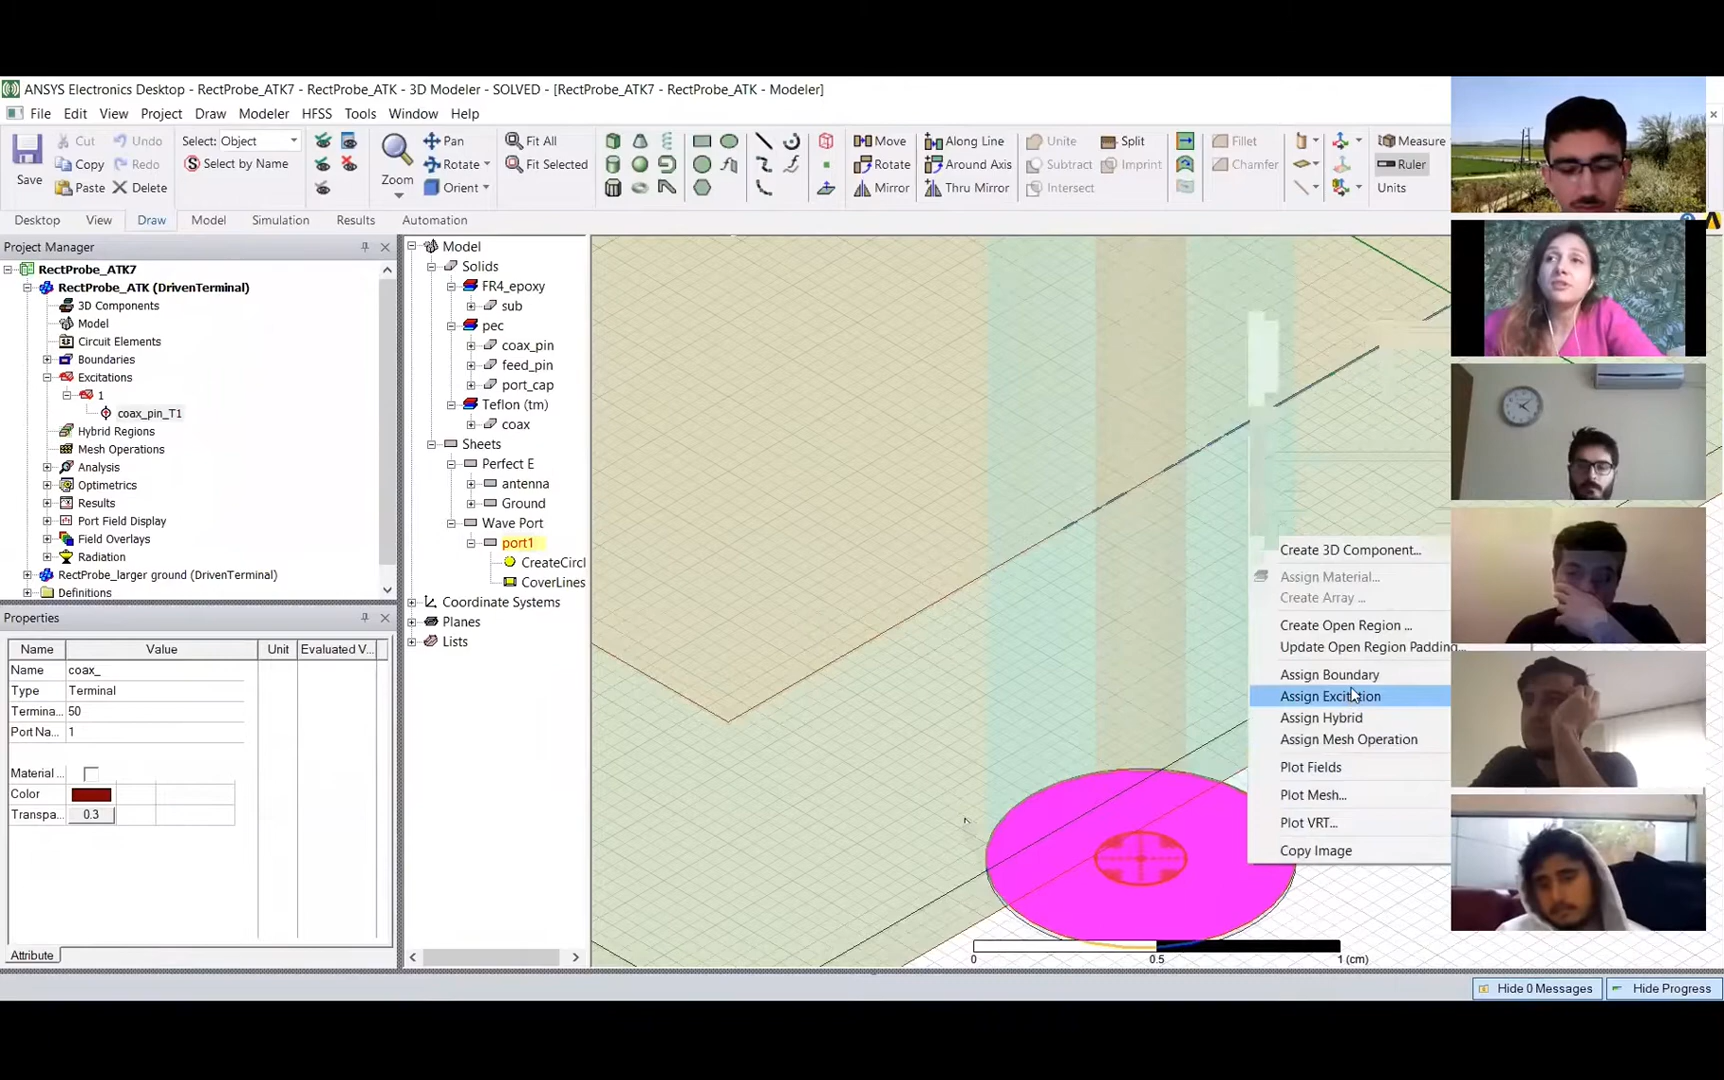 ANSYS Electronics Desktop - RectProbe_ATK7 - RectProbe_ATK - 3D Modeler - SOLVED - [RectProbe_ATK7 - RectProbe_ATK - Modeler]
File Edit View Project Draw Modeler HFSS Tools Window Help
Save
Cut Undo
Copy Redo
Paste Delete
Select: Object
Select by Name
Zoom
Pan
Rotate
Orient
Fit All
Fit Selected
Move
Rotate
Mirror
Along Line
Around Axis
Thru Mirror
Unite
Subtract
Intersect
Split
Imprint
Fillet
Chamfer
Measure
Ruler
Units
Desktop View Draw Model Simulation Results Automation
Project Manager
RectProbe_ATK7
RectProbe_ATK (DrivenTerminal)
3D Components
Model
Circuit Elements
Boundaries
Excitations
1
coax_pin_T1
Hybrid Regions
Mesh Operations
Analysis
Optimetrics
Results
Port Field Display
Field Overlays
Radiation
RectProbe_larger ground (DrivenTerminal)
Definitions
Properties
Name Value Unit Evaluated V...
Name coax_
Type Terminal
Termina... 50
Port Na... 1
Material ...
Color
Transpa... 0.3
Attribute
Model
Solids
FR4_epoxy
sub
pec
coax_pin
feed_pin
port_cap
Teflon (tm)
coax
Sheets
Perfect E
antenna
Ground
Wave Port
port1
CreateCircl
CoverLines
Coordinate Systems
Planes
Lists
Create 3D Component...
Assign Material...
Create Array ...
Create Open Region ...
Update Open Region Padding...
Assign Boundary
Assign Excitation
Assign Hybrid
Assign Mesh Operation
Plot Fields
Plot Mesh...
Plot VRT...
Copy Image
0 0.5 1 (cm)
Hide 0 Messages Hide Progress